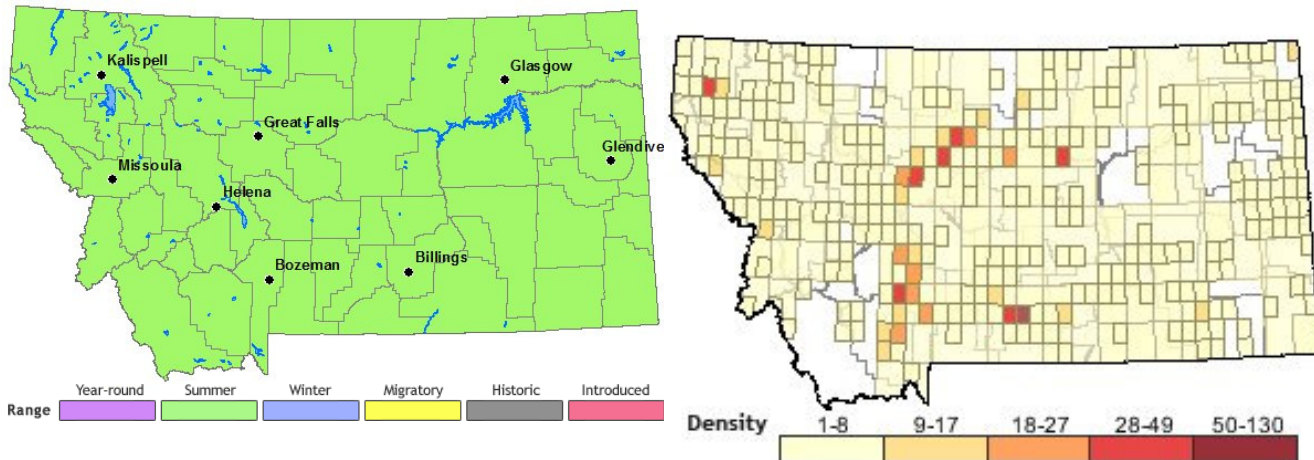 Kalispell
Glasgow
Great Falls
Glendive
Missoula
Helena
Bozeman
Billings
Year-round Summer Winter Migratory Historic Introduced
Range
Density 1-8 9-17 18-27 28-49 50-130